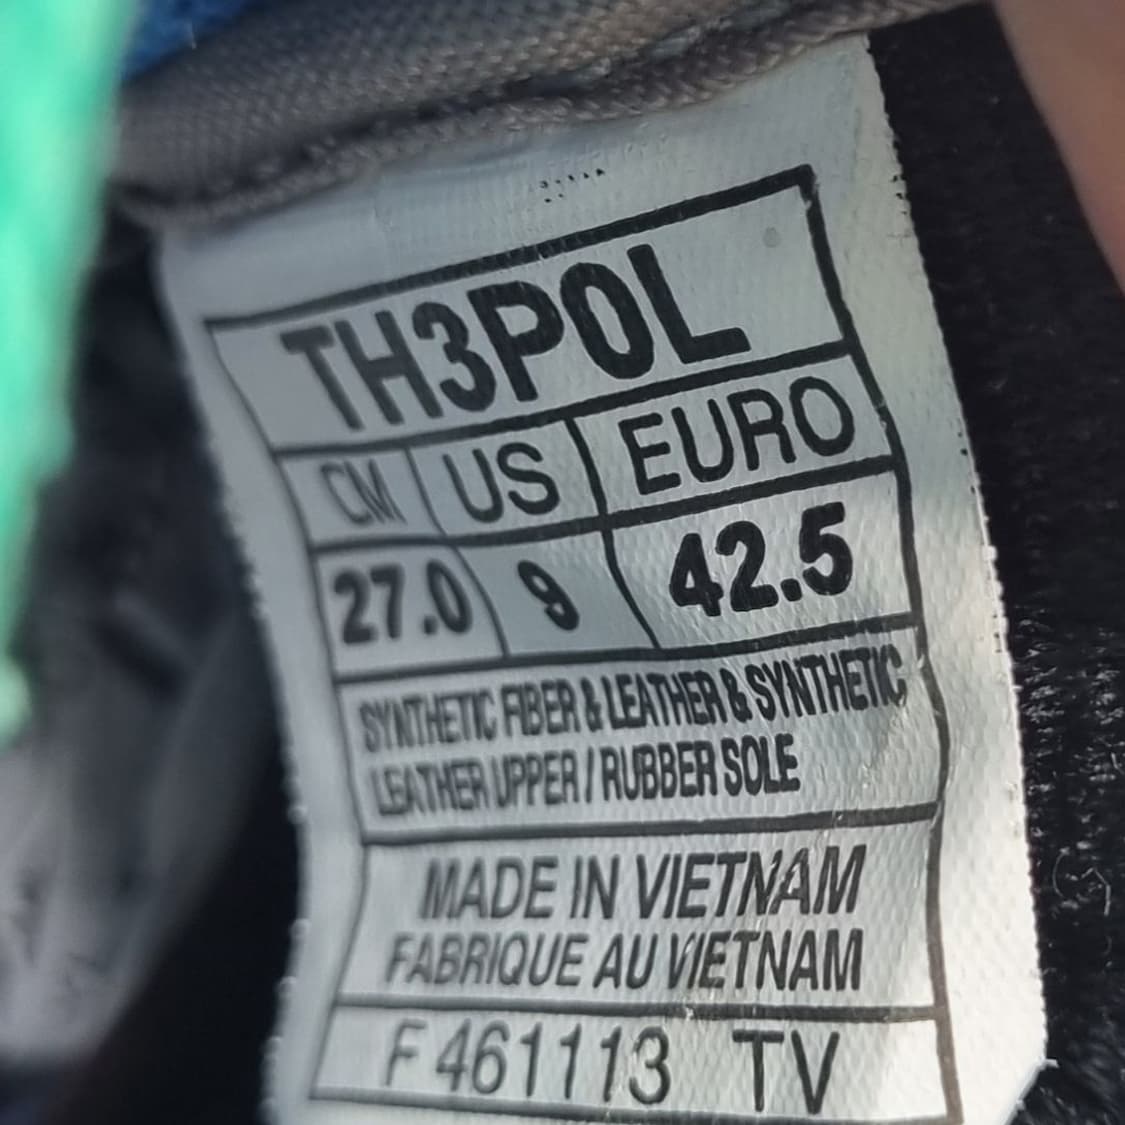 TH3P0L
CM US EURO
27.0 9 42.5
SYNTHETIC FIBER & LEATHER & SYNTHETIC
LEATHER UPPER / RUBBER SOLE
MADE IN VIETNAM
FABRIQUE AU VIETNAM
F 461113 TV